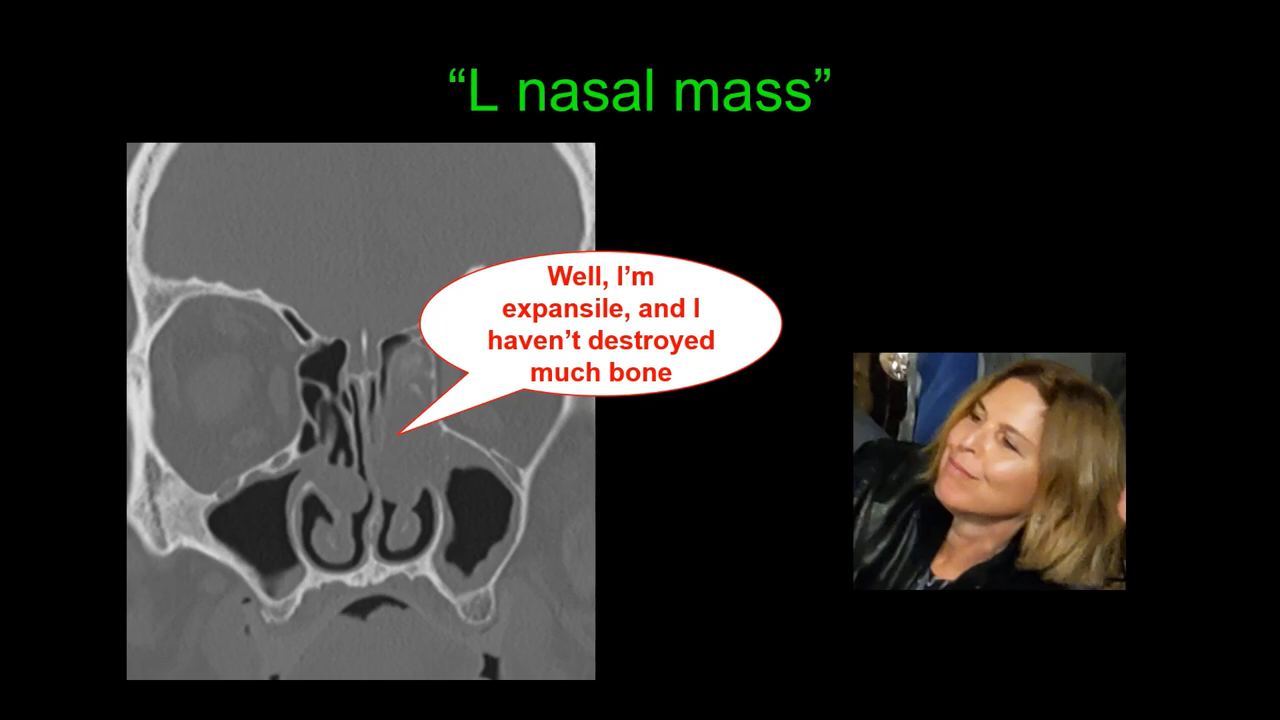 “L nasal mass”
Well, I’m
expansile, and I
haven’t destroyed
much bone